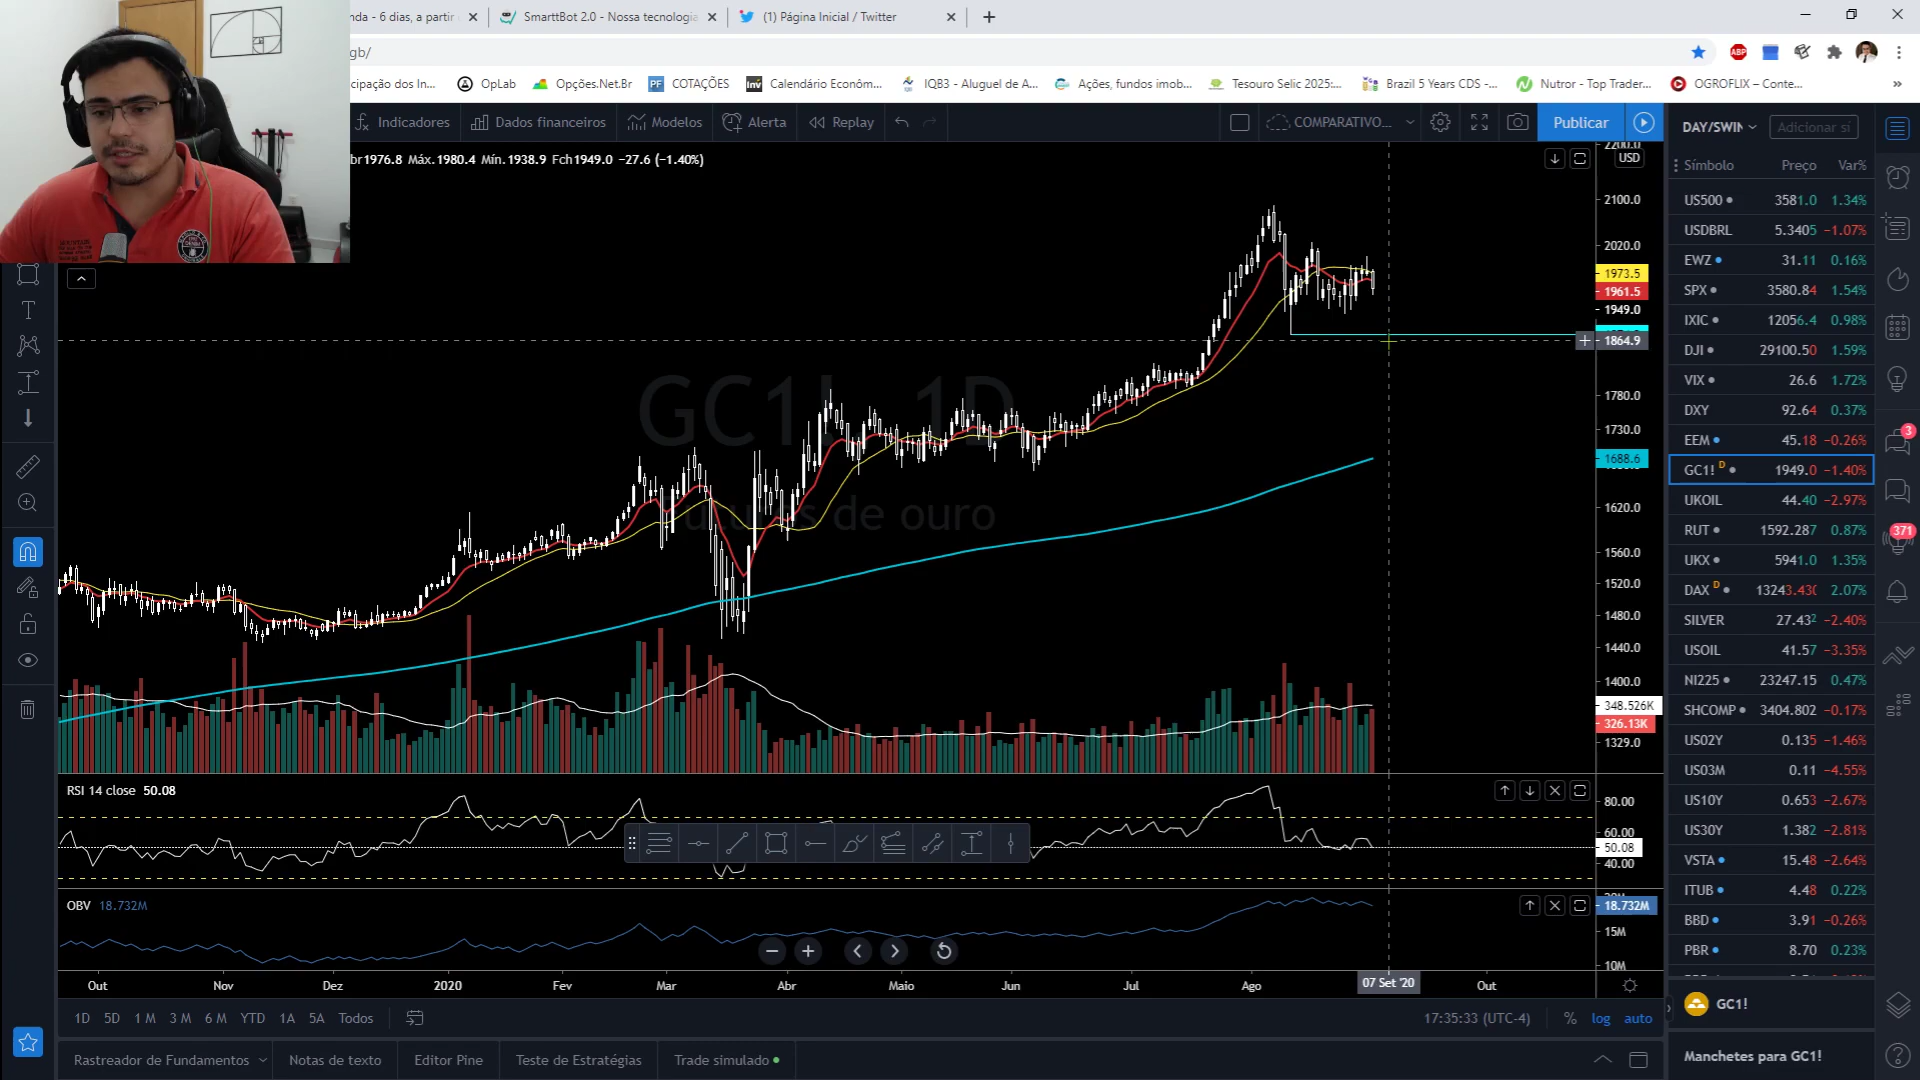 nda - 6 dias, a partir
SmarttBot 2.0 - Nossa tecnologia
(1) Página Inicial / Twitter
gb/
cipação dos In...
OpLab
Opções.Net.Br
COTAÇÕES
Calendário Econôm...
IQB3 - Aluguel de A...
Ações, fundos imob...
Tesouro Selic 2025:...
Brazil 5 Years CDS -...
Nutror - Top Trader...
OGROFLIX – Conte...
Indicadores
Dados financeiros
Modelos
Alerta
Replay
COMPARATIVO...
Publicar
DAY/SWIN
Adicionar sí
br1976.8 Máx.1980.4 Mín.1938.9 Fch1949.0 −27.6 (−1.40%)
Símbolo Preço Var%
US500 3581.0 1.34%
USDBRL 5.3405 −1.07%
EWZ 31.11 0.16%
SPX 3580.84 1.54%
IXIC 12056.4 0.98%
DJI 29100.50 1.59%
VIX 26.6 1.72%
DXY 92.64 0.37%
EEM 45.18 −0.26%
GC1! D 1949.0 −1.40%
UKOIL 44.40 −2.97%
RUT 1592.287 0.87%
UKX 5941.0 1.35%
DAX D 13243.430 2.07%
SILVER 27.432 −2.40%
USOIL 41.57 −3.35%
NI225 23247.15 0.47%
SHCOMP 3404.802 −0.17%
US02Y 0.135 −1.46%
US03M 0.11 −4.55%
US10Y 0.653 −2.67%
US30Y 1.382 −2.81%
VSTA 15.48 −2.64%
ITUB 4.48 0.22%
BBD 3.91 −0.26%
PBR 8.70 0.23%
GC1!
Manchetes para GC1!
3
371
2200.0
USD
2100.0
2020.0
1973.5
1961.5
1949.0
1864.9
1780.0
1730.0
1688.6
1620.0
1560.0
1520.0
1480.0
1440.0
1400.0
348.526K
326.13K
1329.0
GC1!, 1D
Futuros de ouro
RSI 14 close 50.08
80.00
60.00
50.08
40.00
OBV 18.732M
18.732M
15M
10M
Out Nov Dez 2020 Fev Mar Abr Maio Jun Jul Ago 07 Set '20 Out
1D 5D 1 M 3 M 6 M YTD 1A 5A Todos
17:35:33 (UTC-4) % log auto
Rastreador de Fundamentos
Notas de texto
Editor Pine
Teste de Estratégias
Trade simulado